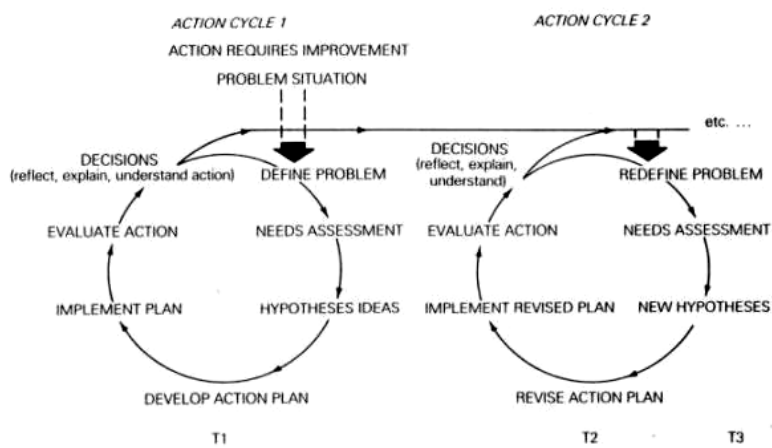 ACTION CYCLE 1
ACTION REQUIRES IMPROVEMENT
PROBLEM SITUATION
DECISIONS
(reflect, explain, understand action)
DEFINE PROBLEM
EVALUATE ACTION
NEEDS ASSESSMENT
IMPLEMENT PLAN
HYPOTHESES IDEAS
DEVELOP ACTION PLAN
T1
ACTION CYCLE 2
etc. ...
DECISIONS
(reflect, explain,
understand)
REDEFINE PROBLEM
EVALUATE ACTION
NEEDS ASSESSMENT
IMPLEMENT REVISED PLAN
NEW HYPOTHESES
REVISE ACTION PLAN
T2
T3